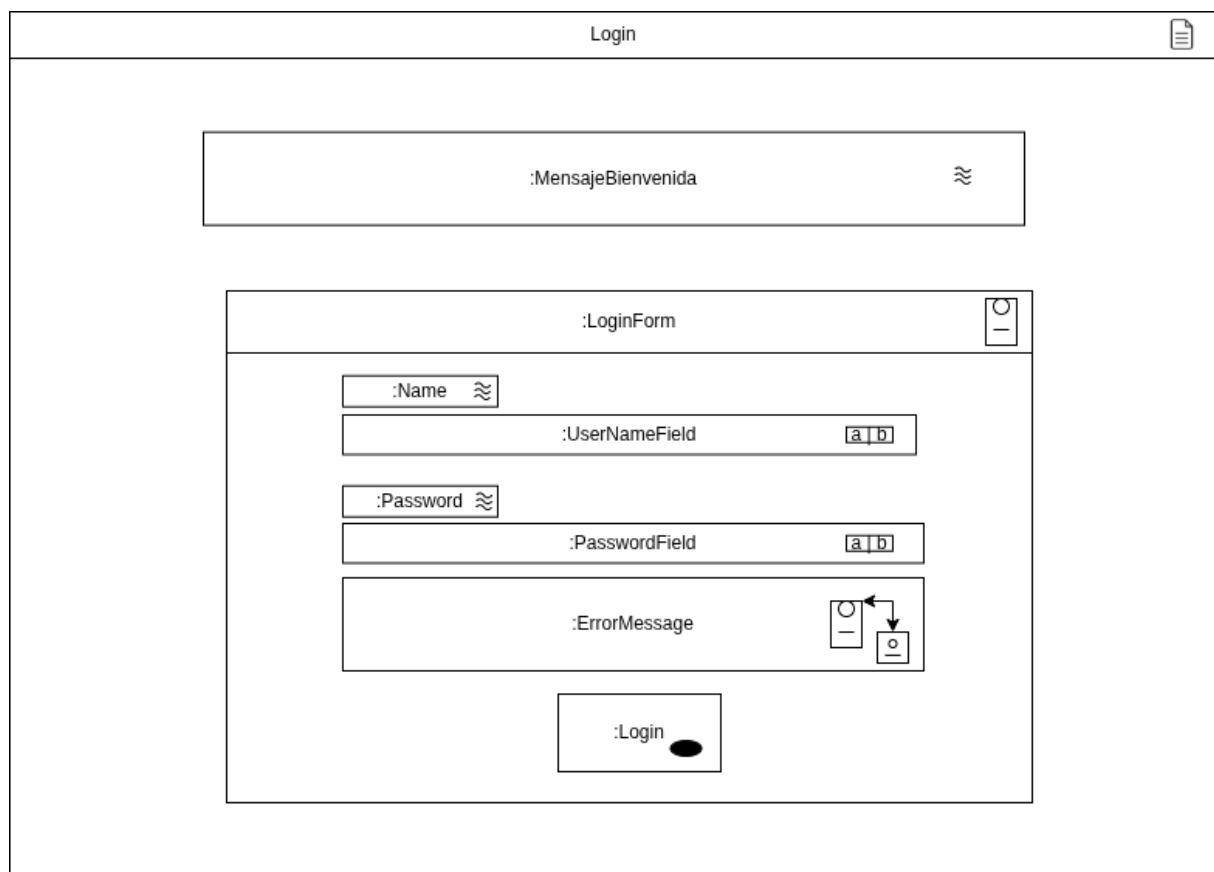 Login
:MensajeBienvenida
:LoginForm
:Name
:UserNameField a b
:Password
:PasswordField a b
:ErrorMessage
:Login